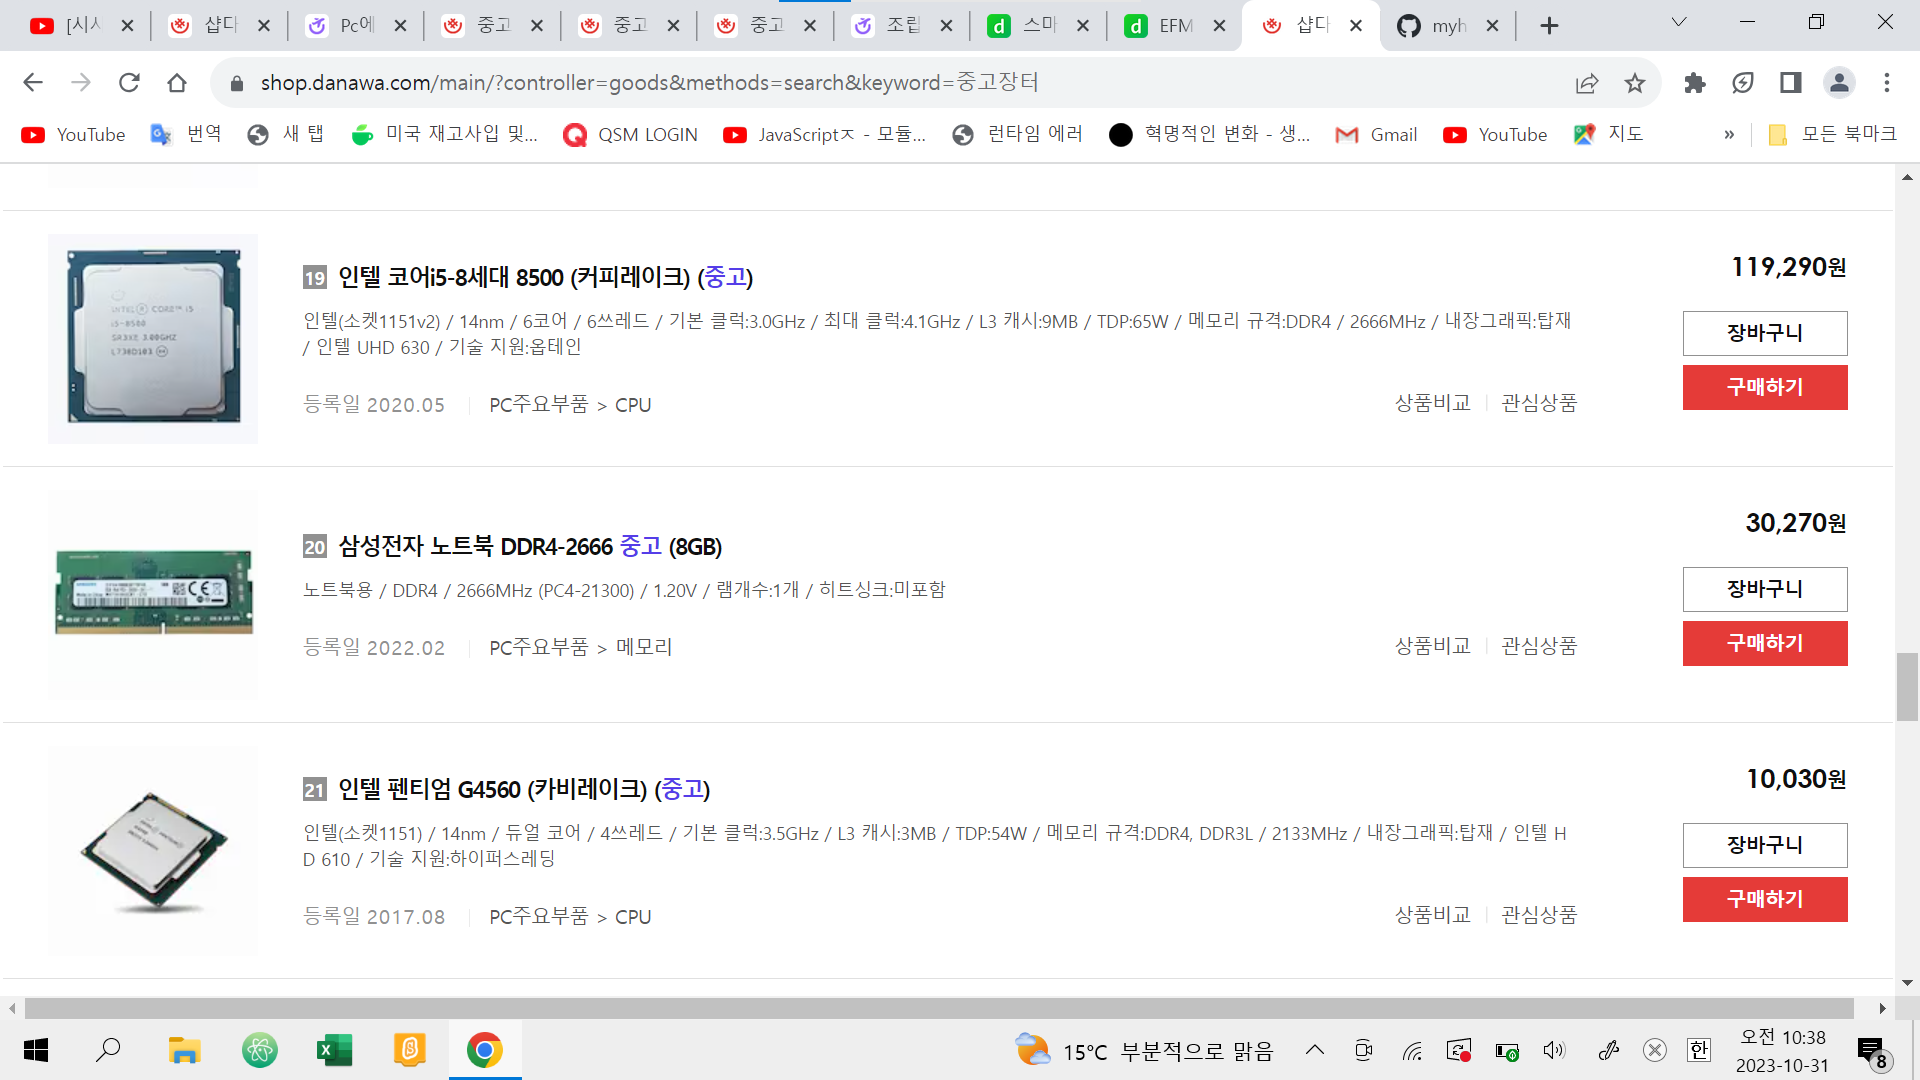 [시사
샵다
Pc에
중고
중고
중고
조립
스마
EFM
샵다
myh
shop.danawa.com/main/?controller=goods&methods=search&keyword=중고장터
YouTube
번역
새 탭
미국 재고사입 및...
QSM LOGIN
JavaScriptㅈ - 모듈...
런타임 에러
혁명적인 변화 - 생...
Gmail
YouTube
지도
»
모든 북마크
19 인텔 코어i5-8세대 8500 (커피레이크) (중고)
119,290원
인텔(소켓1151v2) / 14nm / 6코어 / 6쓰레드 / 기본 클럭:3.0GHz / 최대 클럭:4.1GHz / L3 캐시:9MB / TDP:65W / 메모리 규격:DDR4 / 2666MHz / 내장그래픽:탑재
/ 인텔 UHD 630 / 기술 지원:옵테인
장바구니
구매하기
등록일 2020.05
PC주요부품 > CPU
상품비교
관심상품
INTEL® CORE™ i5
i5-8500
SR3XE 3.00GHZ
20 삼성전자 노트북 DDR4-2666 중고 (8GB)
30,270원
노트북용 / DDR4 / 2666MHz (PC4-21300) / 1.20V / 램개수:1개 / 히트싱크:미포함
장바구니
구매하기
등록일 2022.02
PC주요부품 > 메모리
상품비교
관심상품
21 인텔 펜티엄 G4560 (카비레이크) (중고)
10,030원
인텔(소켓1151) / 14nm / 듀얼 코어 / 4쓰레드 / 기본 클럭:3.5GHz / L3 캐시:3MB / TDP:54W / 메모리 규격:DDR4, DDR3L / 2133MHz / 내장그래픽:탑재 / 인텔 H
D 610 / 기술 지원:하이퍼스레딩
장바구니
구매하기
등록일 2017.08
PC주요부품 > CPU
상품비교
관심상품
15°C 부분적으로 맑음
한
오전 10:38
2023-10-31
8